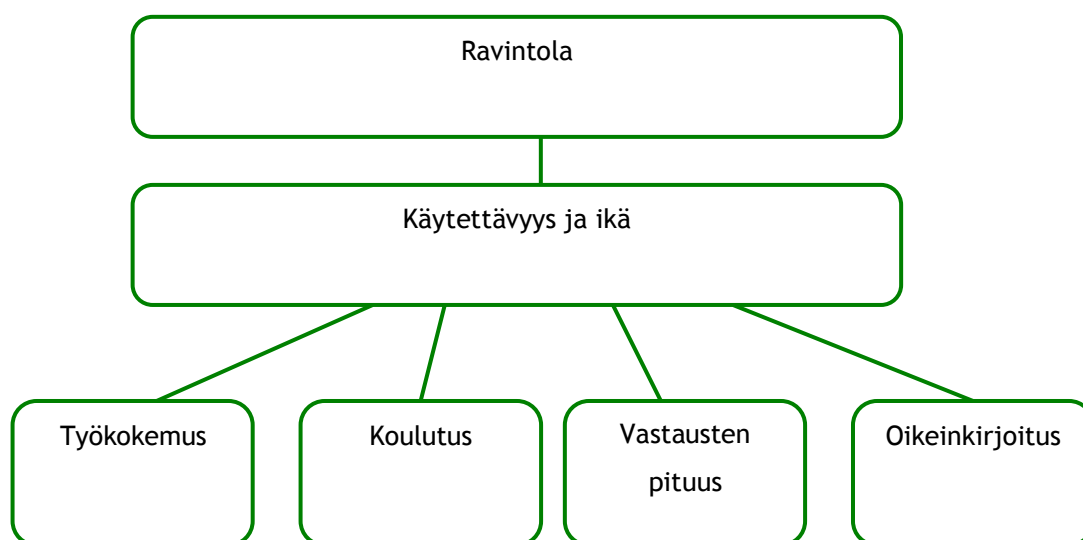 Ravintola
Käytettävyys ja ikä
Työkokemus
Koulutus
Vastausten
pituus
Oikeinkirjoitus